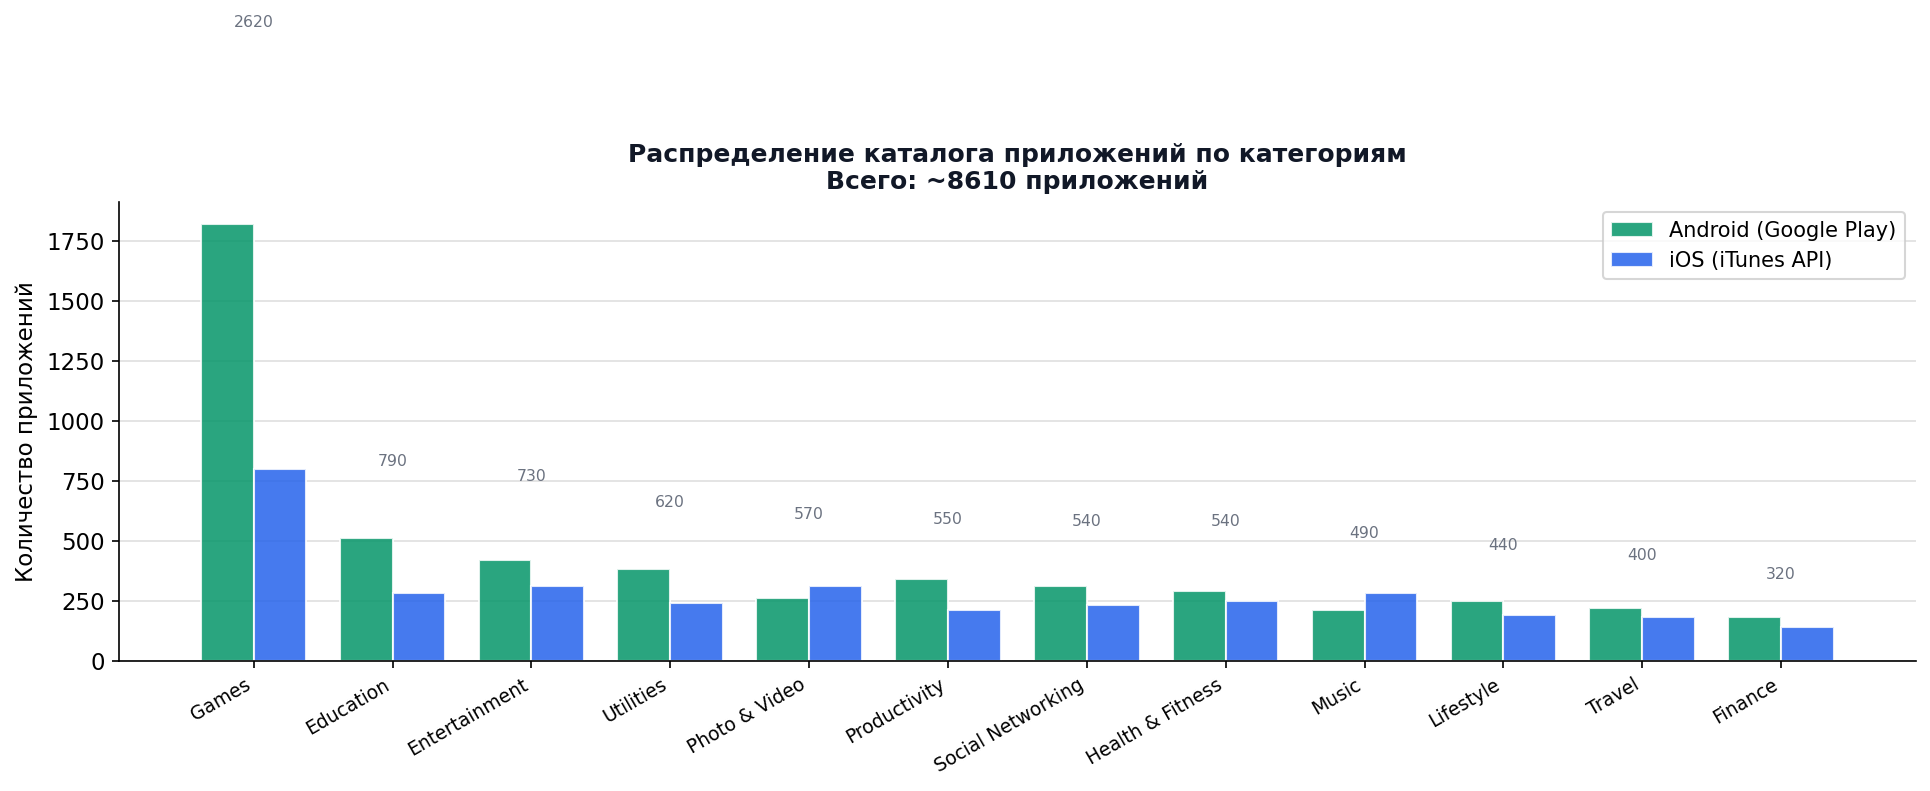 2620
Распределение каталога приложений по категориям
Всего: ~8610 приложений
Android (Google Play)
iOS (iTunes API)
Количество приложений
1750
1500
1250
1000
750
500
250
0
790
730
620
570
550
540
540
490
440
400
320
Games
Education
Entertainment
Utilities
Photo & Video
Productivity
Social Networking
Health & Fitness
Music
Lifestyle
Travel
Finance